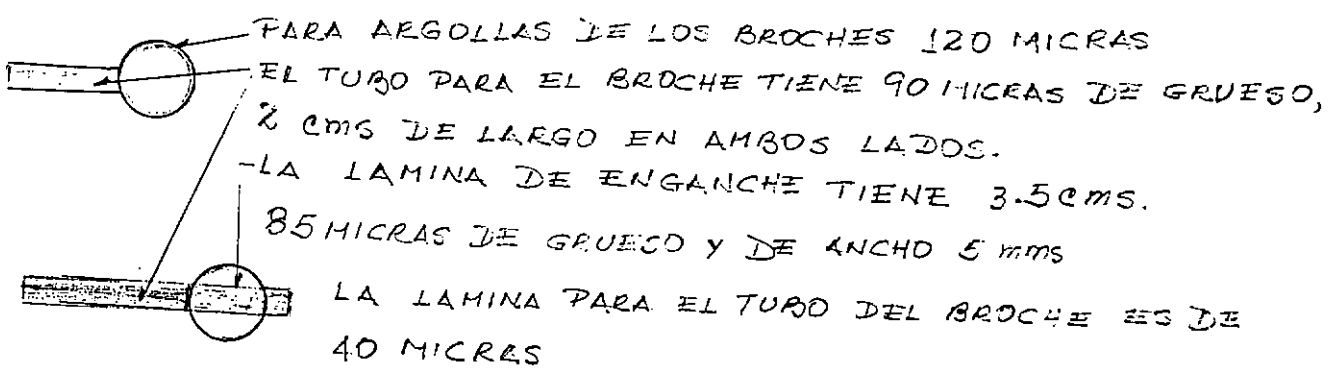 PARA ARGOLLAS DE LOS BROCHES 120 MICRAS
EL TUBO PARA EL BROCHE TIENE 90 MICRAS DE GRUESO,
2 cms DE LARGO EN AMBOS LADOS.
-LA LAMINA DE ENGANCHE TIENE 3.5 cms.
85 MICRAS DE GRUESO Y DE ANCHO 5 mms
LA LAMINA PARA EL TUBO DEL BROCHE ES DE
40 MICRAS